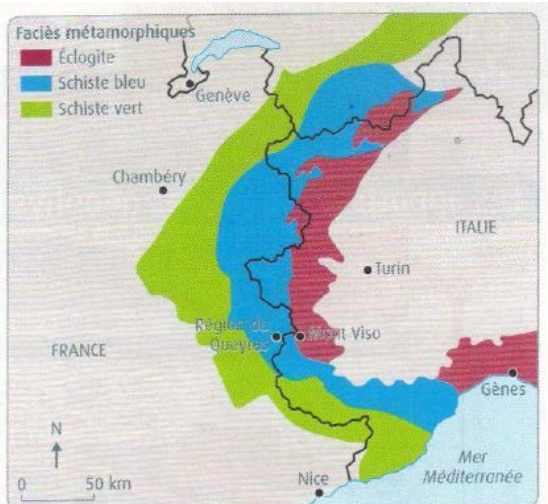 Faciès métamorphiques
Éclogite
Schiste bleu
Schiste vert
Genève
Chambéry
ITALIE
Turin
Région du
Queyras
Mont Viso
FRANCE
Gênes
N
0 50 km
Nice
Mer
Méditerranée